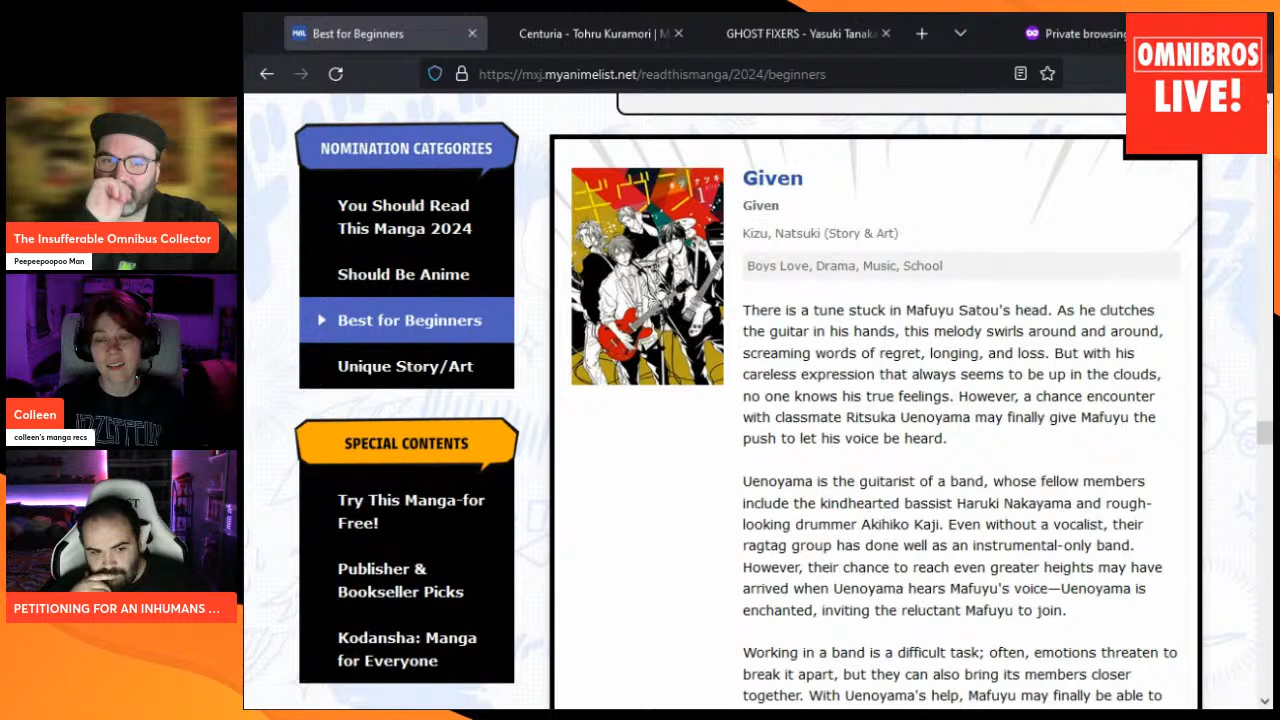 MAL Best for Beginners
Centuria - Tohru Kuramori | M
GHOST FIXERS - Yasuki Tanaka
Private browsing
https://mxj.myanimelist.net/readthismanga/2024/beginners
OMNIBROS
LIVE!
The Insufferable Omnibus Collector
Peepeepoopoo Man
LED ZEPPELIN
Colleen
colleen's manga recs
PETITIONING FOR AN INHUMANS ...
NOMINATION CATEGORIES
You Should Read
This Manga 2024
Should Be Anime
Best for Beginners
Unique Story/Art
SPECIAL CONTENTS
Try This Manga-for
Free!
Publisher &
Bookseller Picks
Kodansha: Manga
for Everyone
ギヴン
1
Given
Given
Kizu, Natsuki (Story & Art)
Boys Love, Drama, Music, School
There is a tune stuck in Mafuyu Satou's head. As he clutches
the guitar in his hands, this melody swirls around and around,
screaming words of regret, longing, and loss. But with his
careless expression that always seems to be up in the clouds,
no one knows his true feelings. However, a chance encounter
with classmate Ritsuka Uenoyama may finally give Mafuyu the
push to let his voice be heard.
Uenoyama is the guitarist of a band, whose fellow members
include the kindhearted bassist Haruki Nakayama and rough-
looking drummer Akihiko Kaji. Even without a vocalist, their
ragtag group has done well as an instrumental-only band.
However, their chance to reach even greater heights may have
arrived when Uenoyama hears Mafuyu's voice—Uenoyama is
enchanted, inviting the reluctant Mafuyu to join.
Working in a band is a difficult task; often, emotions threaten to
break it apart, but they can also bring its members closer
together. With Uenoyama's help, Mafuyu may finally be able to